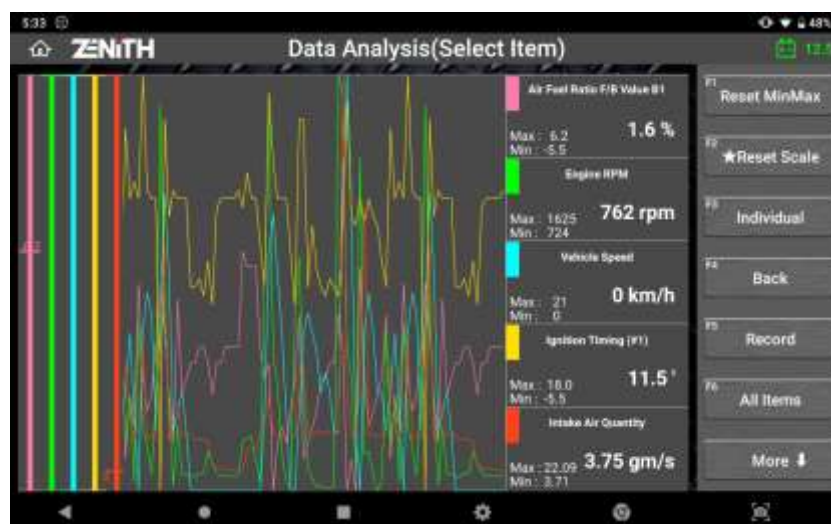 5:33
48%
ZENITH
Data Analysis(Select Item)
Air Fuel Ratio F/B Value B1
1.6 %
Max : 6.2
Min : -5.5
Engine RPM
762 rpm
Max : 1625
Min : 724
Vehicle Speed
0 km/h
Max : 21
Min : 0
Ignition Timing (#1)
11.5 °
Max : 18.0
Min : -5.5
Intake Air Quantity
3.75 gm/s
Max : 22.09
Min : 3.71
F1
Reset MinMax
F2
★Reset Scale
F3
Individual
F4
Back
F5
Record
F6
All Items
More ⬇